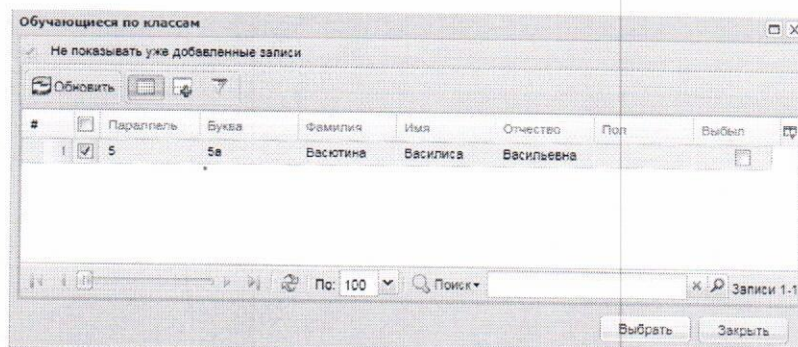 Обучающиеся по классам
Не показывать уже добавленные записи
Обновить
# Параллель Буква Фамилия Имя Отчество Пол Выбыл
1 5 5а Васютина Василиса Васильевна
По: 100 Поиск Записи 1-1
Выбрать Закрыть